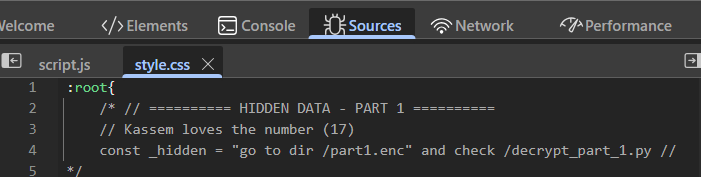 Welcome Elements Console Sources Network Performance
script.js style.css
1 :root{
2 /* // ========== HIDDEN DATA - PART 1 ==========
3 // Kassem loves the number (17)
4 const _hidden = "go to dir /part1.enc" and check /decrypt_part_1.py //
5 */